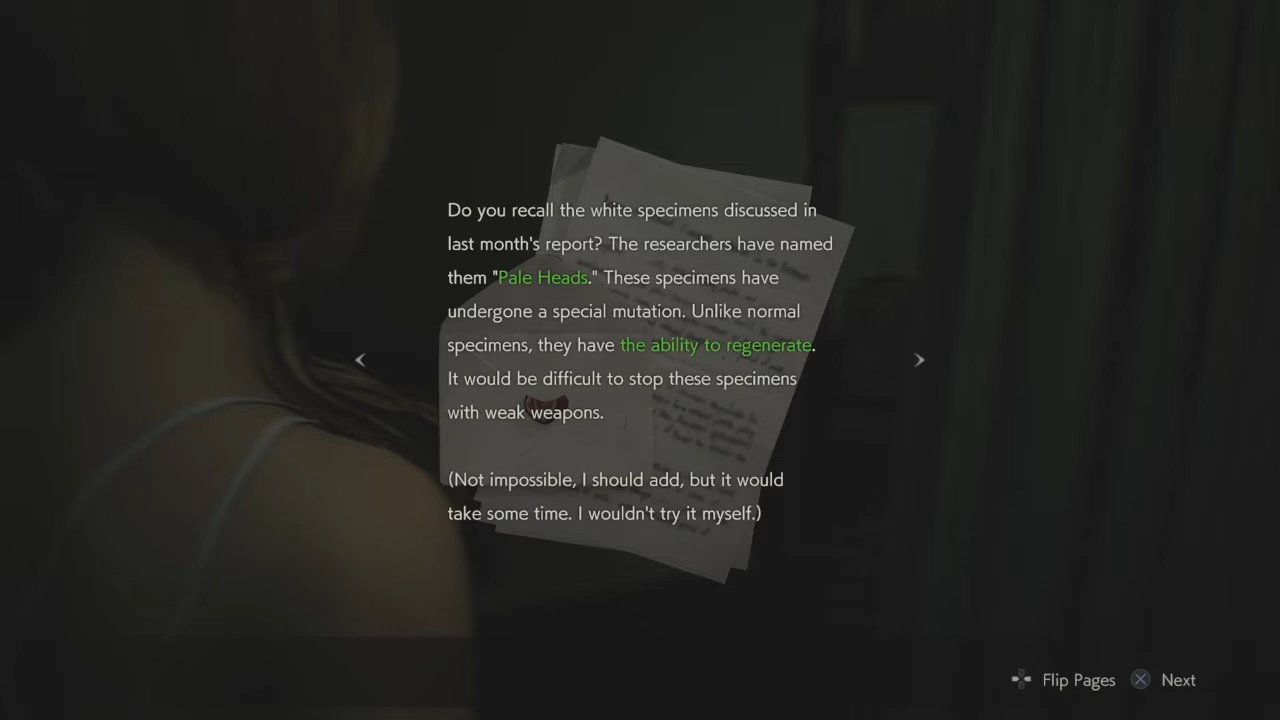 Do you recall the white specimens discussed in
last month's report? The researchers have named
them "Pale Heads." These specimens have
undergone a special mutation. Unlike normal
specimens, they have the ability to regenerate.
It would be difficult to stop these specimens
with weak weapons.
(Not impossible, I should add, but it would
take some time. I wouldn't try it myself.)
Flip Pages
Next